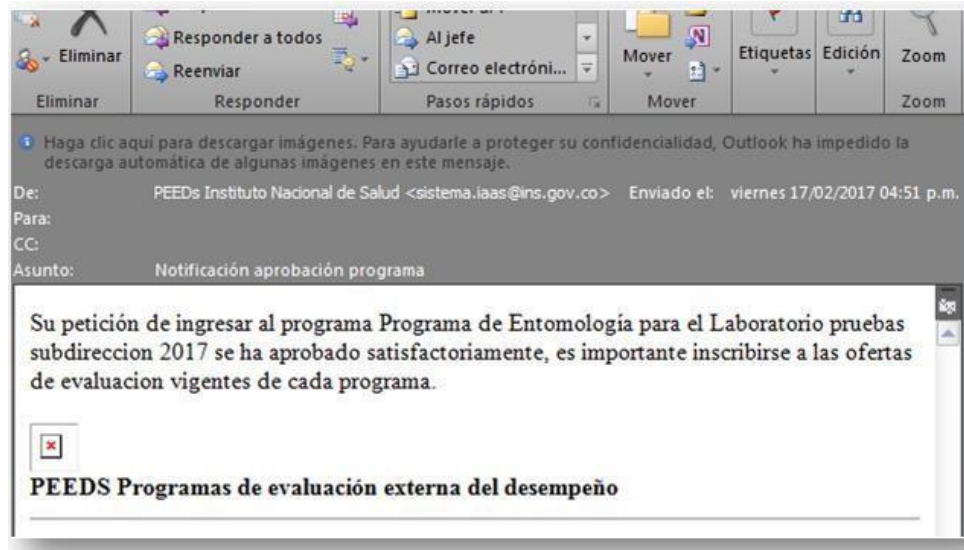 Responder a todos
Al jefe
Eliminar
Reenviar
Correo electróni...
Mover
Etiquetas
Edición
Zoom
Eliminar
Responder
Pasos rápidos
Mover
Zoom
Haga clic aquí para descargar imágenes. Para ayudarle a proteger su confidencialidad, Outlook ha impedido la
descarga automática de algunas imágenes en este mensaje.
De: PEEDs Instituto Nacional de Salud <sistema.iaas@ins.gov.co> Enviado el: viernes 17/02/2017 04:51 p.m.
Para:
CC:
Asunto: Notificación aprobación programa
Su petición de ingresar al programa Programa de Entomología para el Laboratorio pruebas
subdireccion 2017 se ha aprobado satisfactoriamente, es importante inscribirse a las ofertas
de evaluacion vigentes de cada programa.
PEEDS Programas de evaluación externa del desempeño